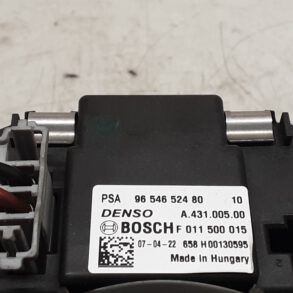 PSA 96 546 524 80 10
DENSO A.431.005.00
BOSCH F 011 500 015
07-04-22 658 H00130595
Made in Hungary